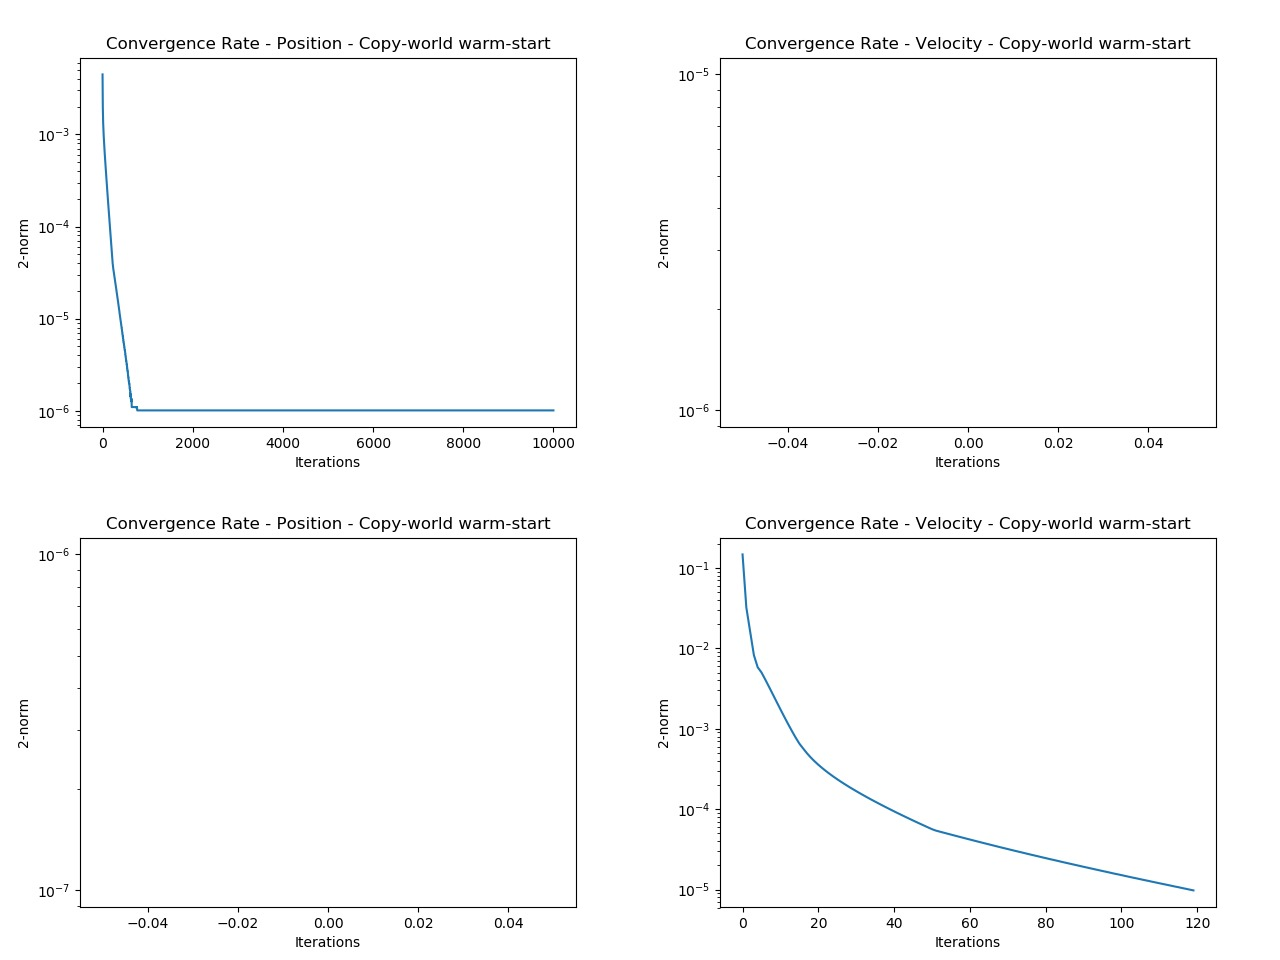 Convergence Rate - Position - Copy-world warm-start
10⁻³
10⁻⁴
10⁻⁵
10⁻⁶
2-norm
0 2000 4000 6000 8000 10000
Iterations
Convergence Rate - Velocity - Copy-world warm-start
10⁻⁵
10⁻⁶
2-norm
−0.04 −0.02 0.00 0.02 0.04
Iterations
Convergence Rate - Position - Copy-world warm-start
10⁻⁶
10⁻⁷
2-norm
−0.04 −0.02 0.00 0.02 0.04
Iterations
Convergence Rate - Velocity - Copy-world warm-start
10⁻¹
10⁻²
10⁻³
10⁻⁴
10⁻⁵
2-norm
0 20 40 60 80 100 120
Iterations